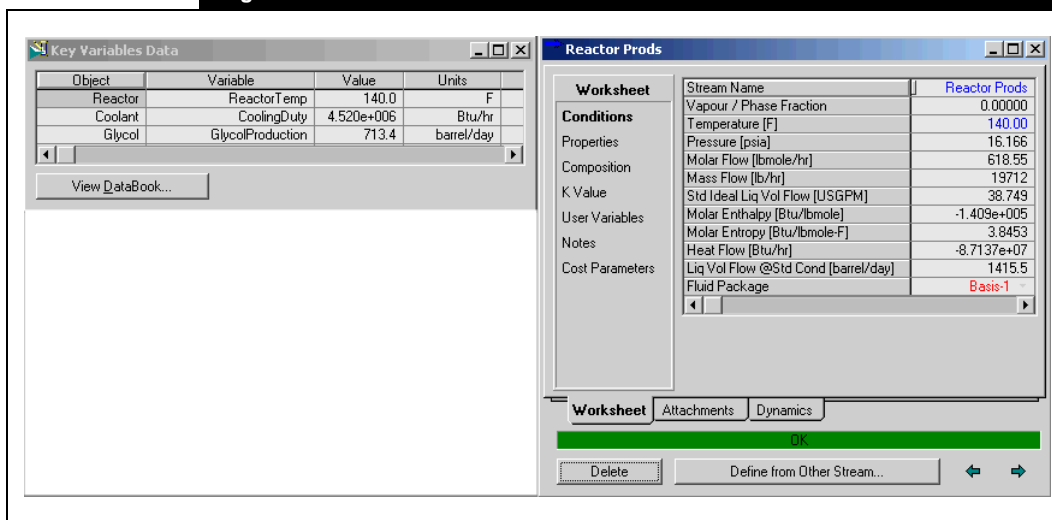 Key Variables Data
Object Variable Value Units
Reactor ReactorTemp 140.0 F
Coolant CoolingDuty 4.520e+006 Btu/hr
Glycol GlycolProduction 713.4 barrel/day
View DataBook...
Reactor Prods
Worksheet
Conditions
Properties
Composition
K Value
User Variables
Notes
Cost Parameters
Stream Name Reactor Prods
Vapour / Phase Fraction 0.00000
Temperature [F] 140.00
Pressure [psia] 16.166
Molar Flow [lbmole/hr] 618.55
Mass Flow [lb/hr] 19712
Std Ideal Liq Vol Flow [USGPM] 38.749
Molar Enthalpy [Btu/lbmole] -1.409e+005
Molar Entropy [Btu/lbmole-F] 3.8453
Heat Flow [Btu/hr] -8.7137e+07
Liq Vol Flow @Std Cond [barrel/day] 1415.5
Fluid Package Basis-1
Worksheet Attachments Dynamics
OK
Delete Define from Other Stream...